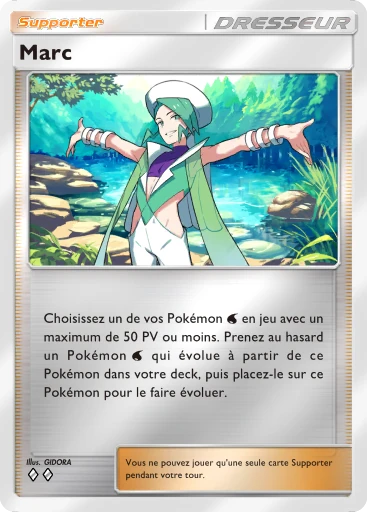 Supporter
DRESSEUR
Marc
Choisissez un de vos Pokémon en jeu avec un
maximum de 50 PV ou moins. Prenez au hasard
un Pokémon qui évolue à partir de ce
Pokémon dans votre deck, puis placez-le sur ce
Pokémon pour le faire évoluer.
Illus. GIDORA
Vous ne pouvez jouer qu'une seule carte Supporter
pendant votre tour.